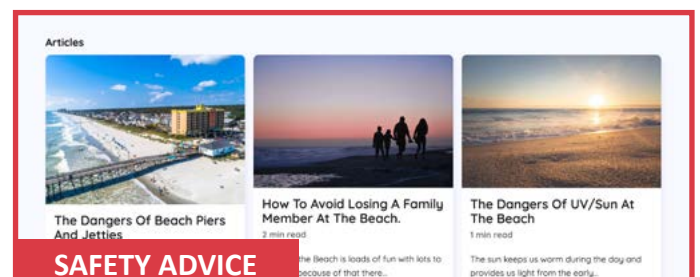 Articles
The Dangers Of Beach Piers
And Jetties
How To Avoid Losing A Family
Member At The Beach.
2 min read
the Beach is loads of fun with lots to
because of that there...
The Dangers Of UV/Sun At
The Beach
1 min read
The sun keeps us warm during the day and
provides us light from the early...
SAFETY ADVICE